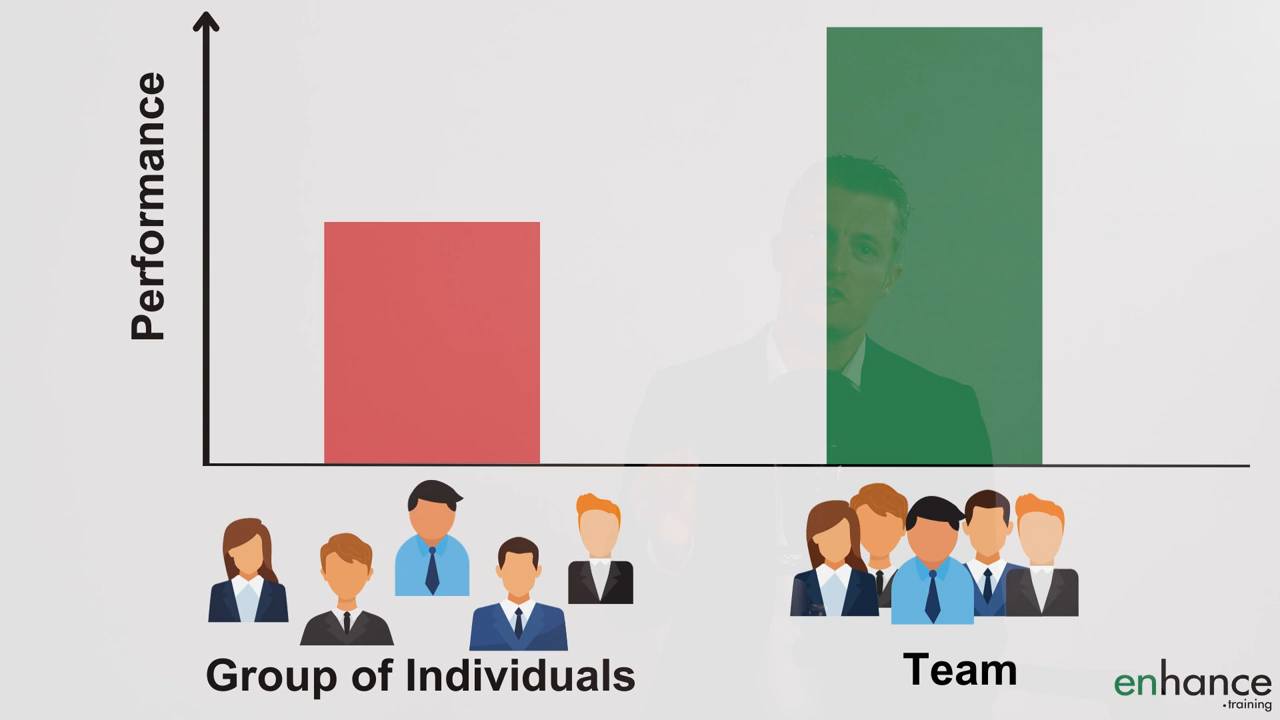 Performance
Group of Individuals
Team
enhance
.training